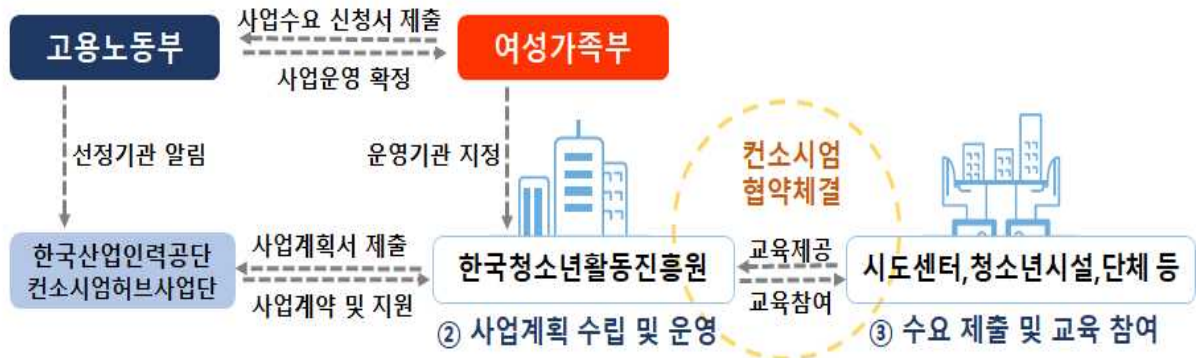 사업수요 신청서 제출
고용노동부
여성가족부
사업운영 확정
선정기관 알림
운영기관 지정
컨소시엄
협약체결
한국산업인력공단
컨소시엄허브사업단
사업계획서 제출
사업계약 및 지원
한국청소년활동진흥원
교육제공
교육참여
시도센터,청소년시설,단체 등
② 사업계획 수립 및 운영
③ 수요 제출 및 교육 참여